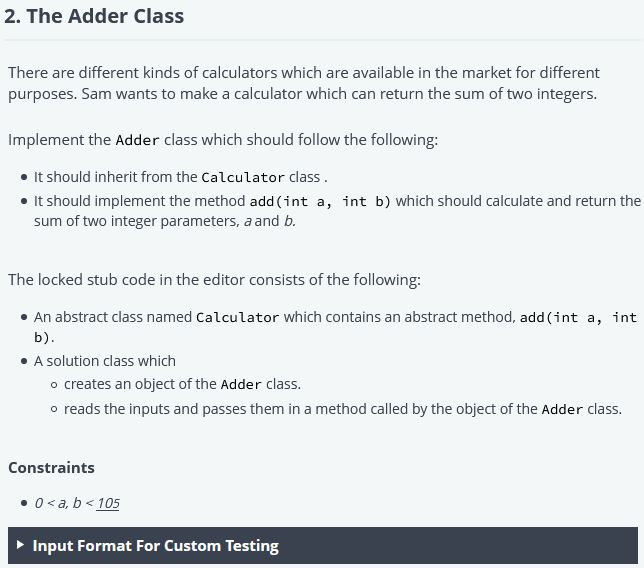 2. The Adder Class
There are different kinds of calculators which are available in the market for different
purposes. Sam wants to make a calculator which can return the sum of two integers.
Implement the Adder class which should follow the following:
• It should inherit from the Calculator class .
• It should implement the method add(int a, int b) which should calculate and return the
sum of two integer parameters, a and b.
The locked stub code in the editor consists of the following:
• An abstract class named Calculator which contains an abstract method, add(int a, int
b).
• A solution class which
◦ creates an object of the Adder class.
◦ reads the inputs and passes them in a method called by the object of the Adder class.
Constraints
• 0 < a, b < 105
▶ Input Format For Custom Testing